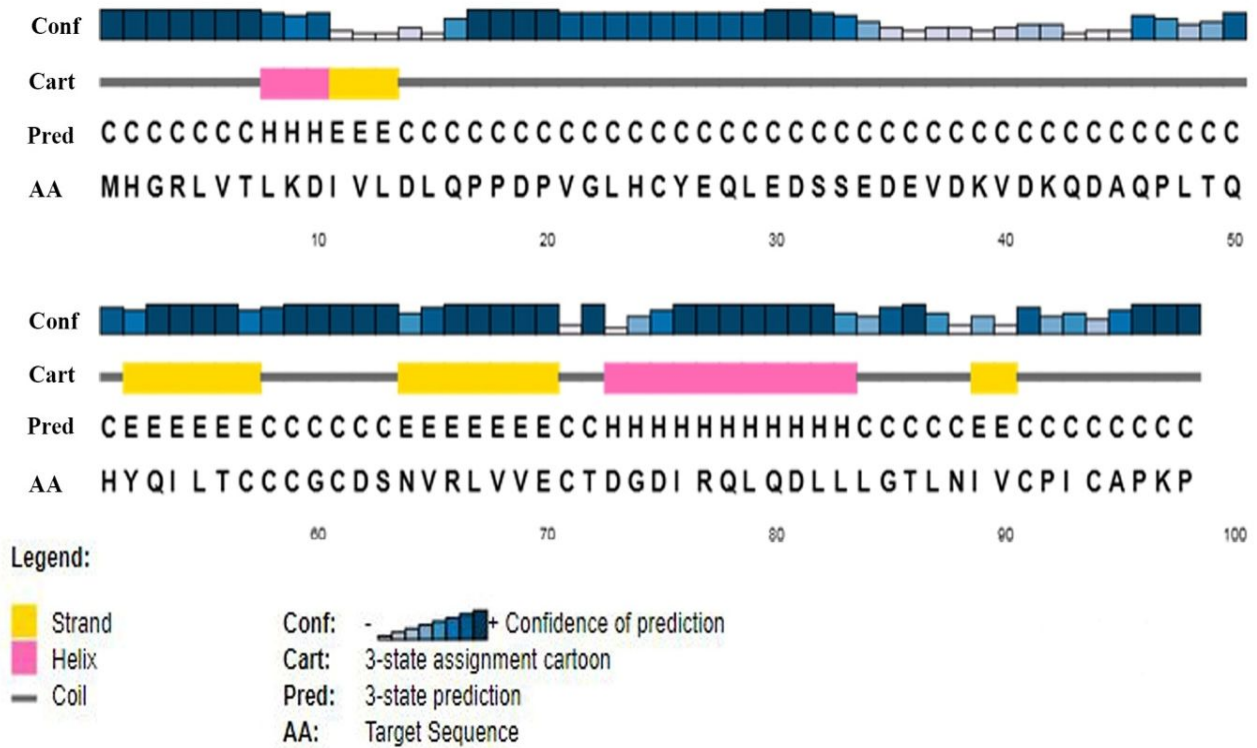 Conf
Cart
Pred C C C C C C C H H H E E E C C C C C C C C C C C C C C C C C C C C C C C C C C C C C C C C C C C C C
AA M H G R L V T L K D I V L D L Q P P D P V G L H C Y E Q L E D S S E D E V D K V D K Q D A Q P L T Q
10 20 30 40 50
Conf
Cart
Pred C E E E E E E C C C C C C E E E E E E E C C H H H H H H H H H H H C C C C C E E C C C C C C C C
AA H Y Q I L T C C C G C D S N V R L V V E C T D G D I R Q L Q D L L L G T L N I V C P I C A P K P
60 70 80 90 100
Legend:
Strand
Helix
Coil
Conf: - + Confidence of prediction
Cart: 3-state assignment cartoon
Pred: 3-state prediction
AA: Target Sequence